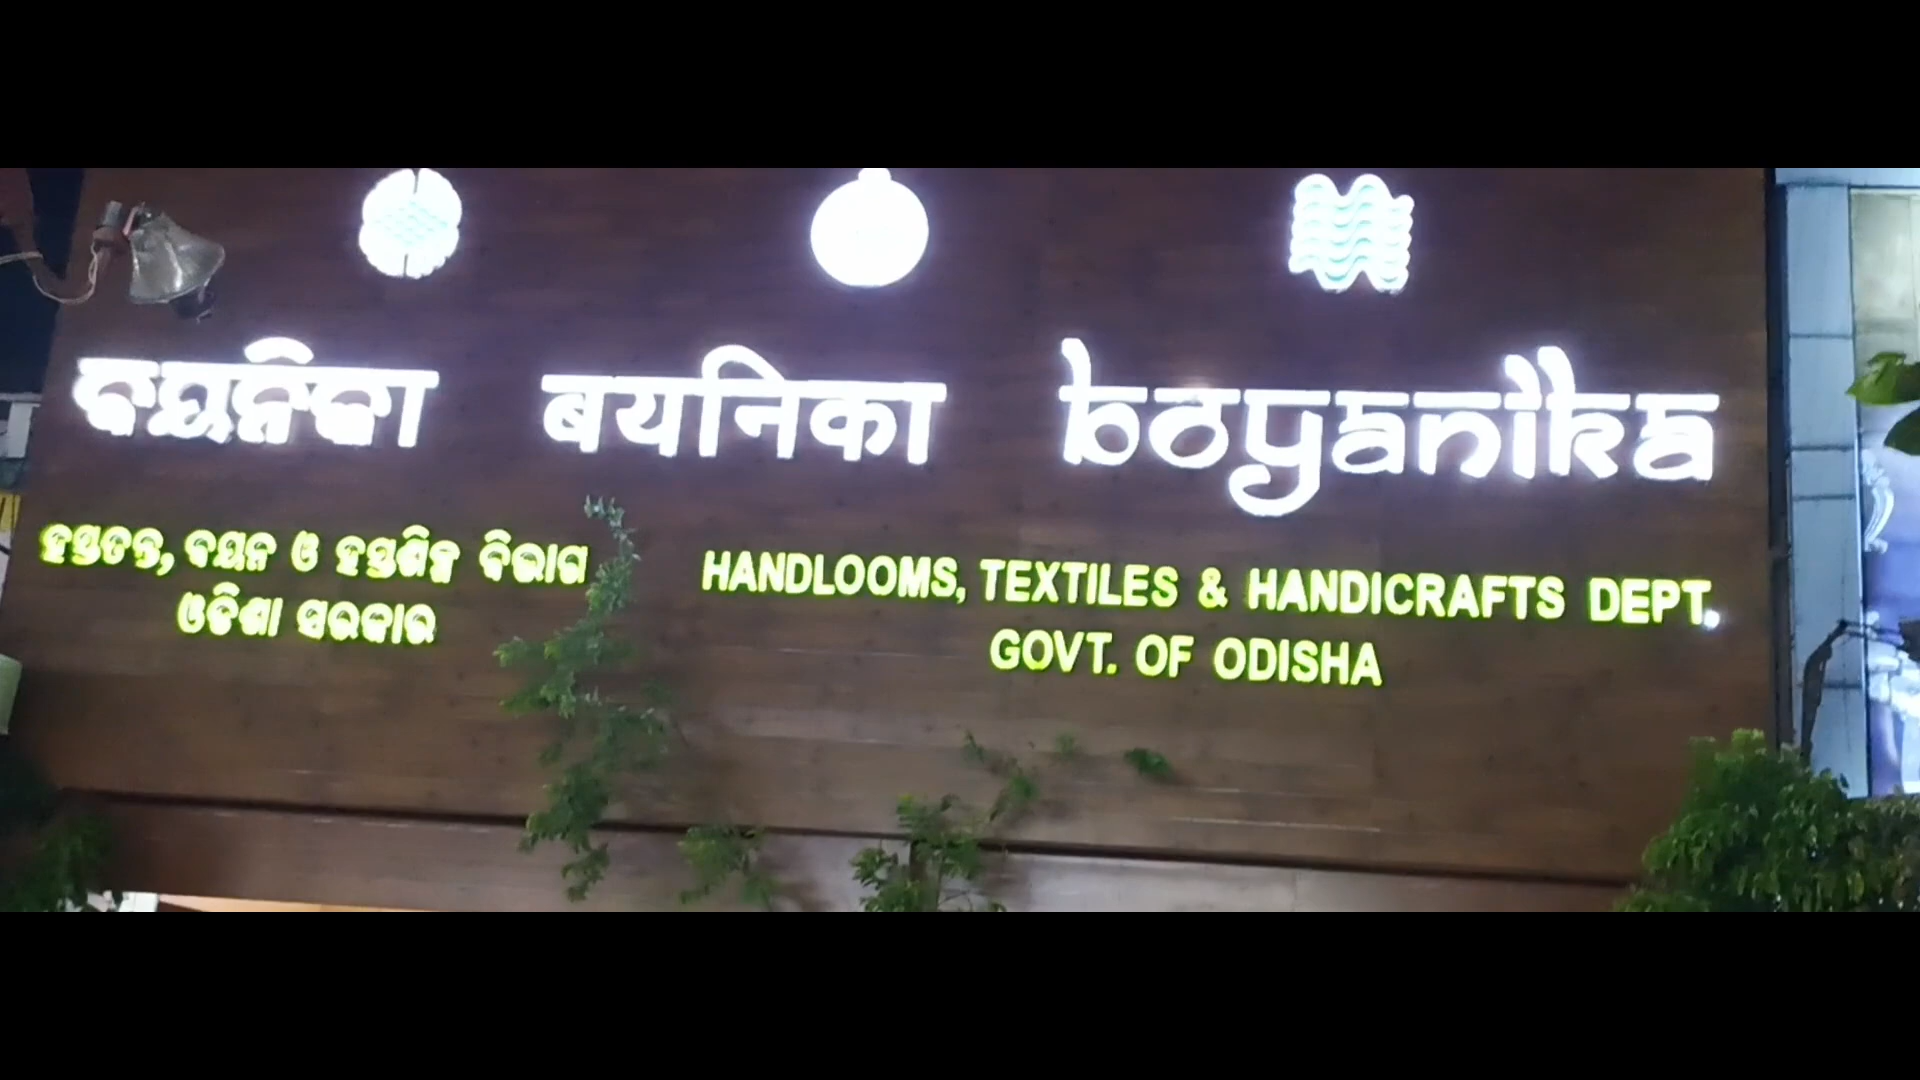 ବୟନିକା बयनिका boyanika
ହସ୍ତତନ୍ତ, ବୟନ ଓ ହସ୍ତଶିଳ୍ପ ବିଭାଗ
ଓଡିଶା ସରକାର
HANDLOOMS, TEXTILES & HANDICRAFTS DEPT.
GOVT. OF ODISHA